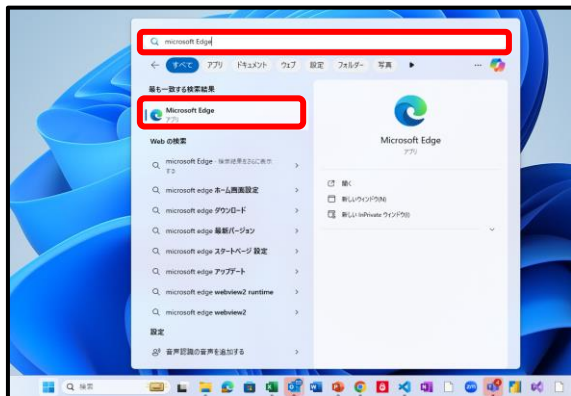 microsoft Edge
すべて アプリ ドキュメント ウェブ 設定 フォルダー 写真
最も一致する検索結果
Microsoft Edge
アプリ
Web の検索
microsoft Edge - 検索結果をさらに表示する
microsoft edge ホーム画面設定
microsoft edge ダウンロード
microsoft edge 最新バージョン
microsoft edge スタートページ 設定
microsoft edge アップデート
microsoft edge webview2 runtime
microsoft edge webview2
設定
音声認識の音声を追加する
Microsoft Edge
アプリ
開く
新しいウィンドウ(N)
新しい InPrivate ウィンドウ(I)
検索